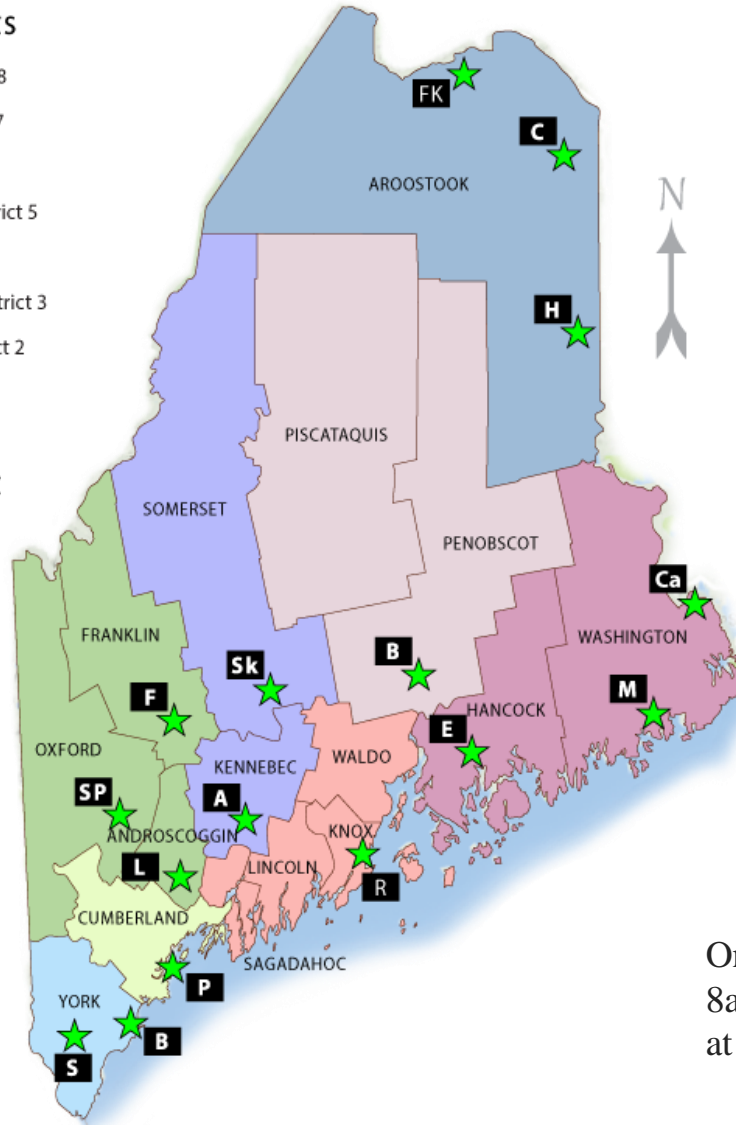 S
8
7
rict 5
trict 3
ct 2
FK
C
AROOSTOOK
N
H
PISCATAQUIS
SOMERSET
PENOBSCOT
Ca
FRANKLIN
WASHINGTON
Sk
B
F
M
HANCOCK
E
OXFORD
WALDO
KENNEBEC
SP
A
KNOX
ANDROSCOGGIN
L
LINCOLN
R
CUMBERLAND
SAGADAHOC
P
YORK
B
S
Or
8a
at